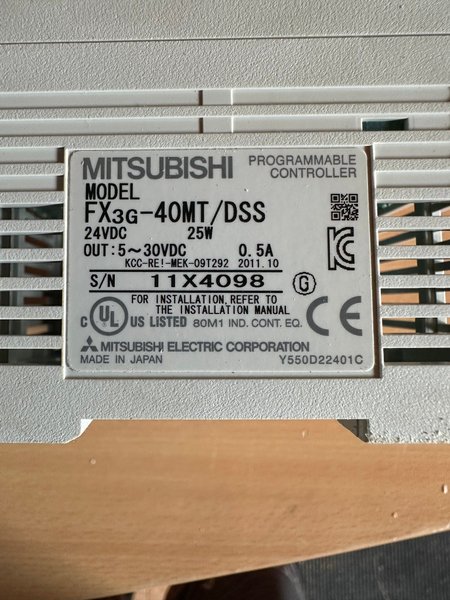 MITSUBISHI
PROGRAMMABLE
CONTROLLER
MODEL
FX3G-40MT/DSS
24VDC 25W
OUT:5～30VDC 0.5A
KCC-RE!-MEK-09T292 2011.10
S/N 11X4098
G
FOR INSTALLATION, REFER TO
THE INSTALLATION MANUAL
C UL US LISTED 80M1 IND. CONT. EQ. CE
MITSUBISHI ELECTRIC CORPORATION
MADE IN JAPAN Y550D22401C